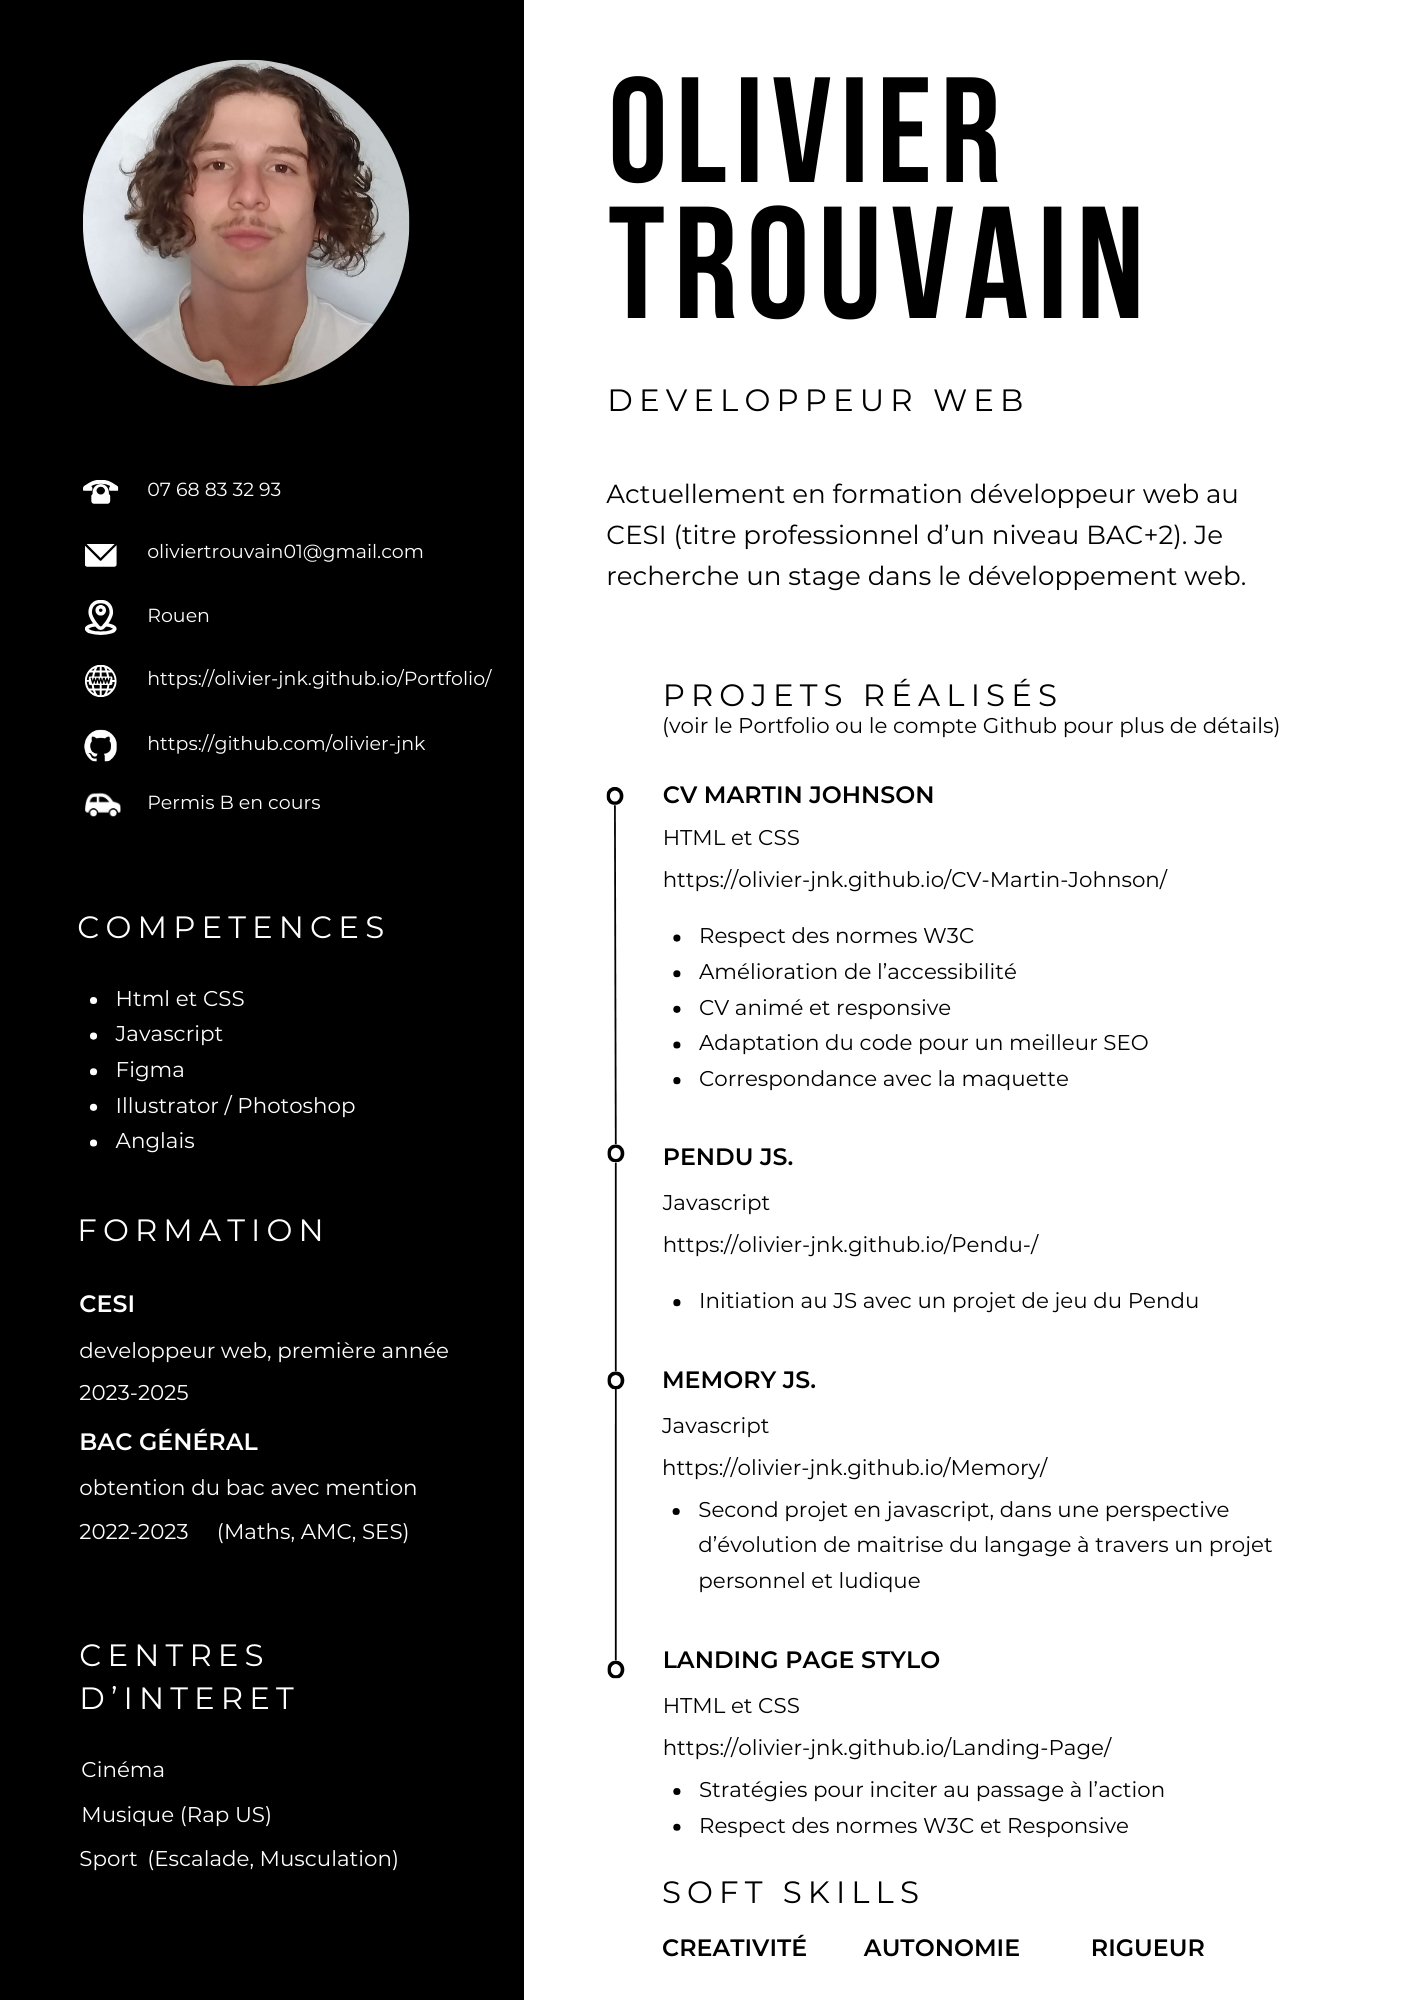 OLIVIER
TROUVAIN
DEVELOPPEUR WEB
Actuellement en formation développeur web au
CESI (titre professionnel d’un niveau BAC+2). Je
recherche un stage dans le développement web.
07 68 83 32 93
oliviertrouvain01@gmail.com
Rouen
https://olivier-jnk.github.io/Portfolio/
https://github.com/olivier-jnk
Permis B en cours
COMPETENCES
Html et CSS
Javascript
Figma
Illustrator / Photoshop
Anglais
FORMATION
CESI
developpeur web, première année
2023-2025
BAC GÉNÉRAL
obtention du bac avec mention
2022-2023 (Maths, AMC, SES)
CENTRES
D’INTERET
Cinéma
Musique (Rap US)
Sport (Escalade, Musculation)
PROJETS RÉALISÉS
(voir le Portfolio ou le compte Github pour plus de détails)
CV MARTIN JOHNSON
HTML et CSS
https://olivier-jnk.github.io/CV-Martin-Johnson/
Respect des normes W3C
Amélioration de l’accessibilité
CV animé et responsive
Adaptation du code pour un meilleur SEO
Correspondance avec la maquette
PENDU JS.
Javascript
https://olivier-jnk.github.io/Pendu-/
Initiation au JS avec un projet de jeu du Pendu
MEMORY JS.
Javascript
https://olivier-jnk.github.io/Memory/
Second projet en javascript, dans une perspective
d’évolution de maitrise du langage à travers un projet
personnel et ludique
LANDING PAGE STYLO
HTML et CSS
https://olivier-jnk.github.io/Landing-Page/
Stratégies pour inciter au passage à l’action
Respect des normes W3C et Responsive
SOFT SKILLS
CREATIVITÉ AUTONOMIE RIGUEUR